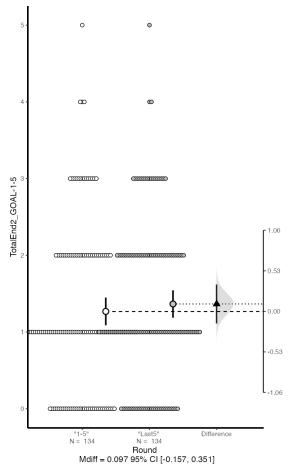 TotalEnd2_GOAL-1-5
5
4
3
2
1
0
1.06
0.53
0.00
-0.53
-1.06
"1-5"
N = 134
"Last5"
N = 134
Difference
Round
Mdiff = 0.097 95% CI [-0.157, 0.351]